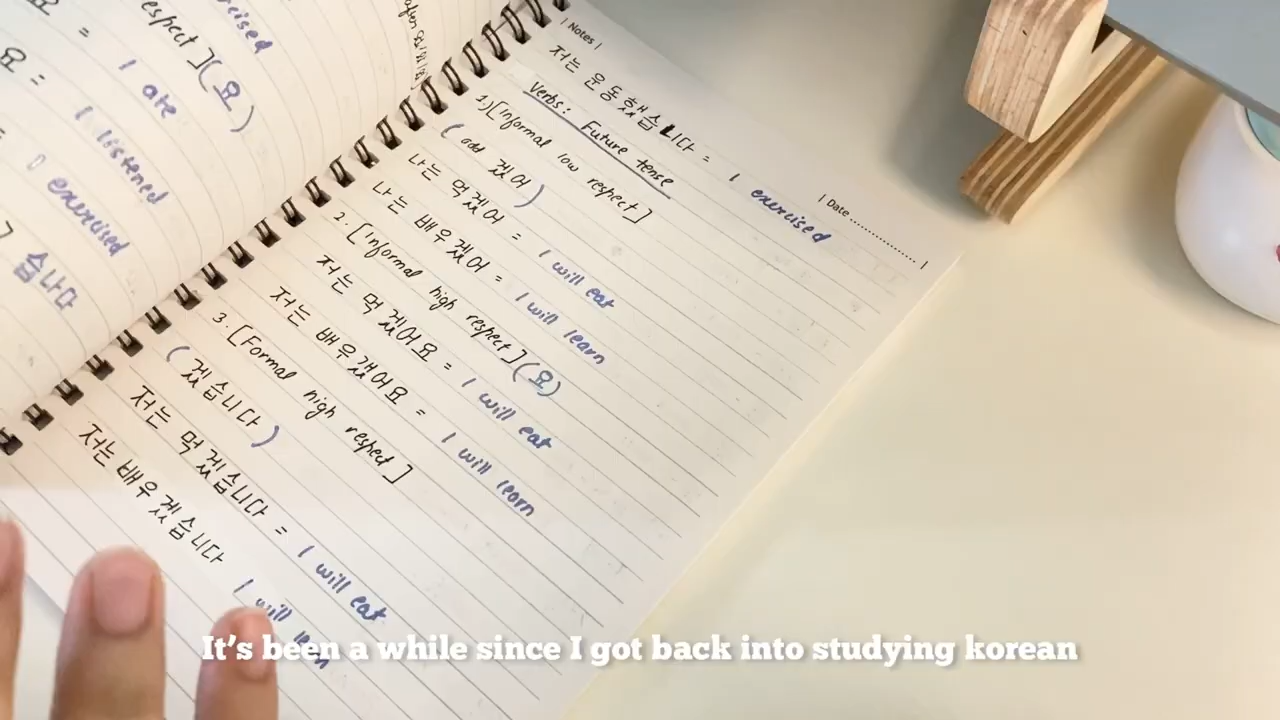 exercised
](요)
= I ate
요 = I listened
= I exercised
] 습니다
| Notes |
| Date .................. |
저는 운동했습니다 = I exercised
Verbs: Future tense
1.)[Informal low respect]
(add 겠어)
나는 먹겠어 = I will eat
나는 배우겠어 = I will learn
2. [Informal high respect](요)
저는 먹겠어요 = I will eat
저는 배우겠어요 = I will learn
3. [Formal high respect]
(겠습니다)
저는 먹겠습니다 = I will eat
저는 배우겠습니다 I will learn
It's been a while since I got back into studying korean